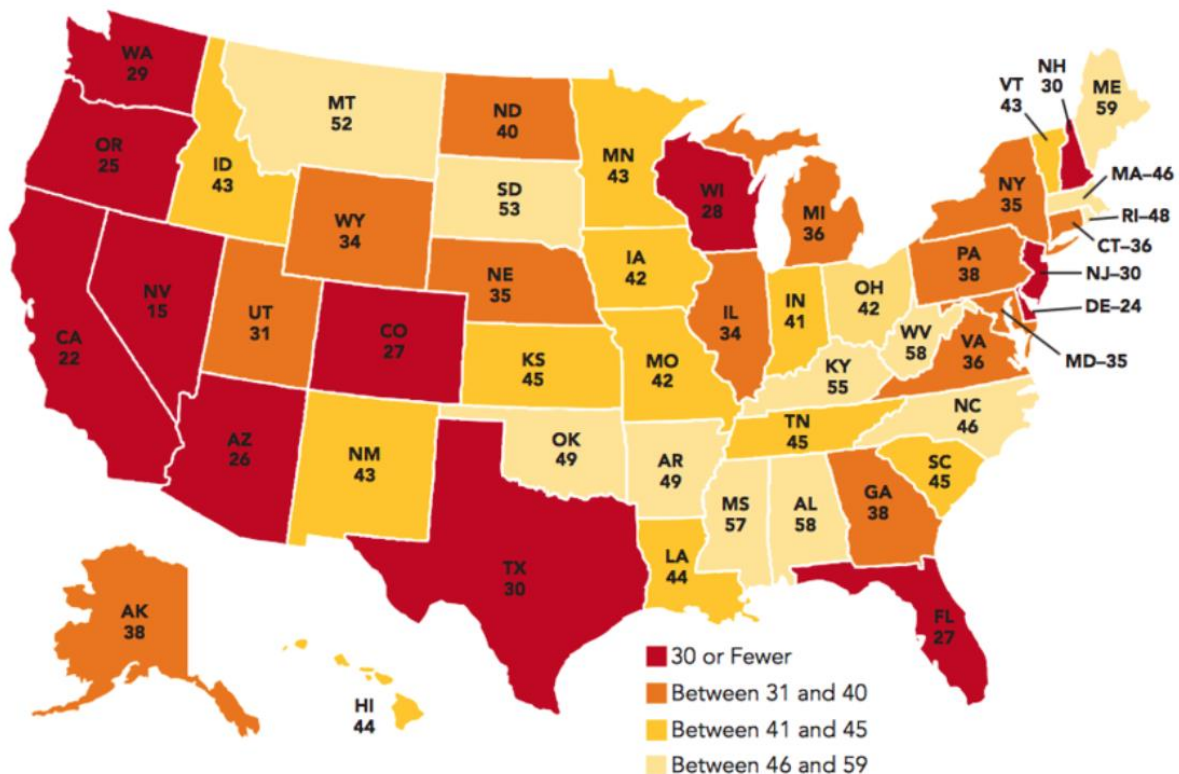 WA
29
MT
52
ND
40
MN
43
VT
43
NH
30
ME
59
OR
25
ID
43
SD
53
WI
28
MI
36
NY
35
MA–46
RI–48
CT–36
WY
34
IA
42
PA
38
NJ–30
DE–24
MD–35
NE
35
NV
15
UT
31
CO
27
IL
34
IN
41
OH
42
WV
58
VA
36
CA
22
KS
45
MO
42
KY
55
NC
46
TN
45
AZ
26
NM
43
OK
49
AR
49
SC
45
MS
57
AL
58
GA
38
TX
30
LA
44
FL
27
AK
38
HI
44
30 or Fewer
Between 31 and 40
Between 41 and 45
Between 46 and 59